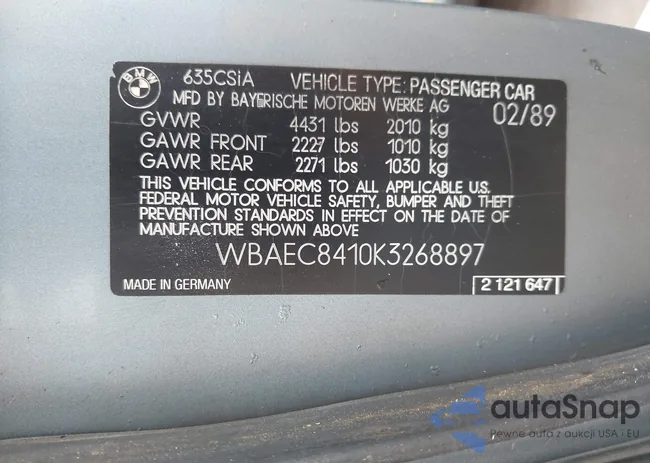 BMW
635CSiA VEHICLE TYPE: PASSENGER CAR
MFD BY BAYERISCHE MOTOREN WERKE AG 02/89
GVWR 4431 lbs 2010 kg
GAWR FRONT 2227 lbs 1010 kg
GAWR REAR 2271 lbs 1030 kg
THIS VEHICLE CONFORMS TO ALL APPLICABLE U.S.
FEDERAL MOTOR VEHICLE SAFETY, BUMPER AND THEFT
PREVENTION STANDARDS IN EFFECT ON THE DATE OF
MANUFACTURE SHOWN ABOVE
WBAEC8410K3268897
MADE IN GERMANY 2 121 647
autaSnap
Pewne auta z aukcji USA i EU